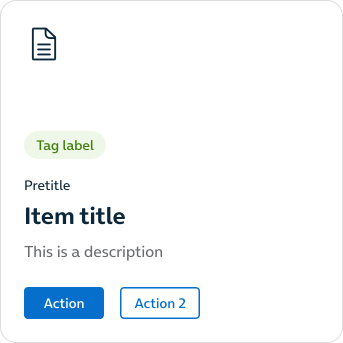 Tag label
Pretitle
Item title
This is a description
Action
Action 2